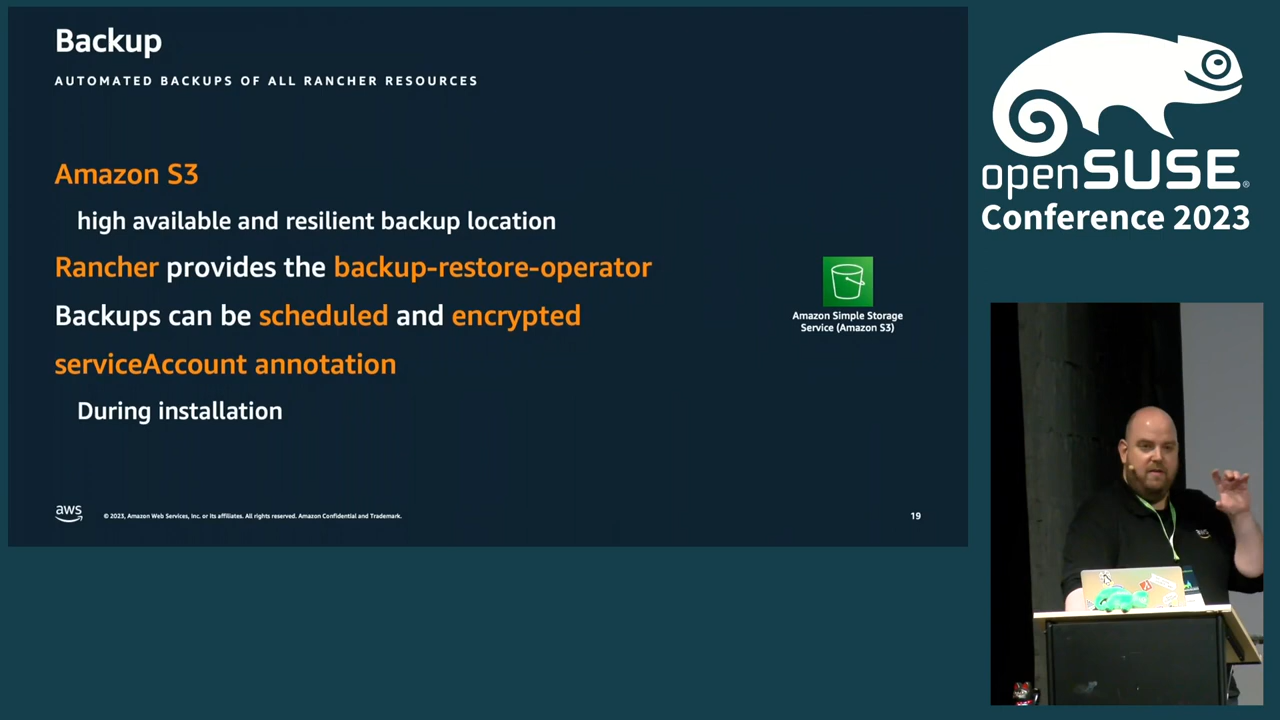 Backup
AUTOMATED BACKUPS OF ALL RANCHER RESOURCES
Amazon S3
high available and resilient backup location
Rancher provides the backup-restore-operator
Backups can be scheduled and encrypted
serviceAccount annotation
During installation
Amazon Simple Storage
Service (Amazon S3)
aws
© 2023, Amazon Web Services, Inc. or its affiliates. All rights reserved. Amazon Confidential and Trademark.
19
openSUSE®
Conference 2023
aws